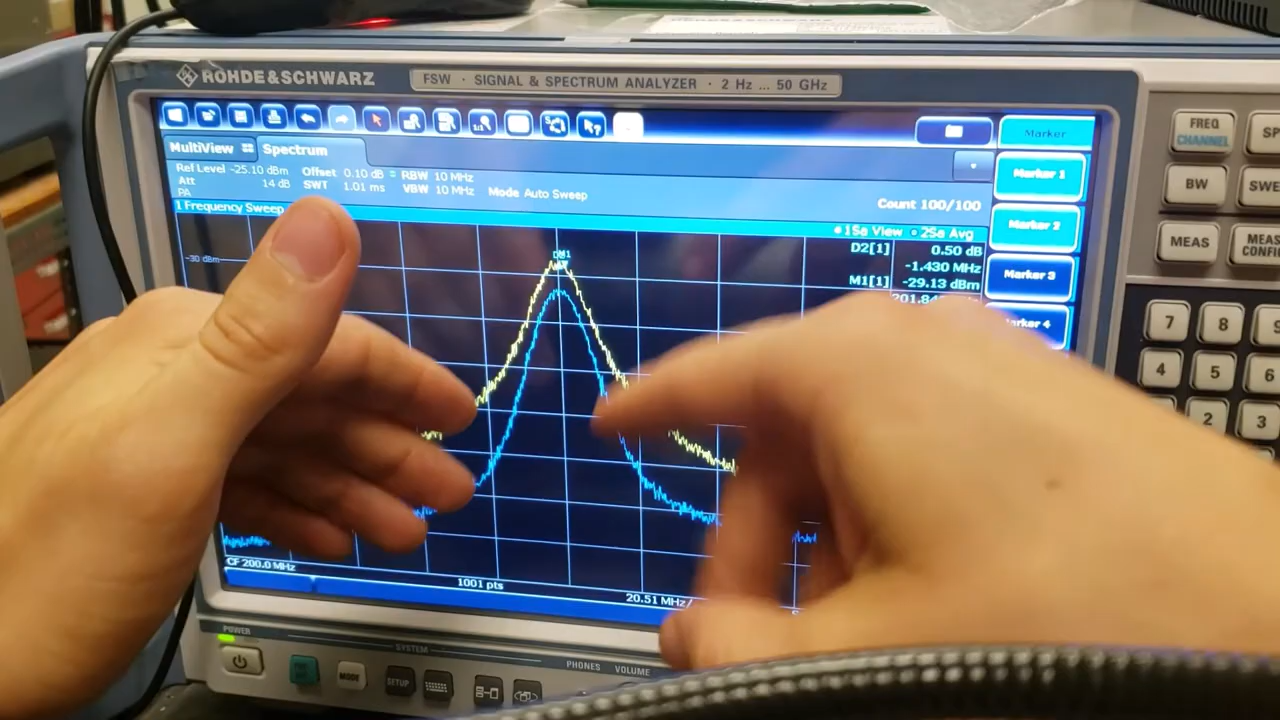 ROHDE&SCHWARZ
FSW · SIGNAL & SPECTRUM ANALYZER · 2 Hz ... 50 GHz
MultiView Spectrum
Ref Level -25.10 dBm Offset 0.10 dB RBW 10 MHz
Att 14 dB SWT 1.01 ms VBW 10 MHz Mode Auto Sweep
PA
Count 100/100
1 Frequency Sweep
1Sa View 2Sa Avg
D2[1] 0.50 dB
-1.430 MHz
M1[1] -29.13 dBm
-30 dBm
CF 200.0 MHz
1001 pts
20.51 MHz/
Marker
Marker 1
Marker 2
Marker 3
FREQ
CHANNEL
BW
MEAS
7
8
4
5
6
2
3
POWER
SYSTEM
PHONES VOLUME
MODE
SETUP